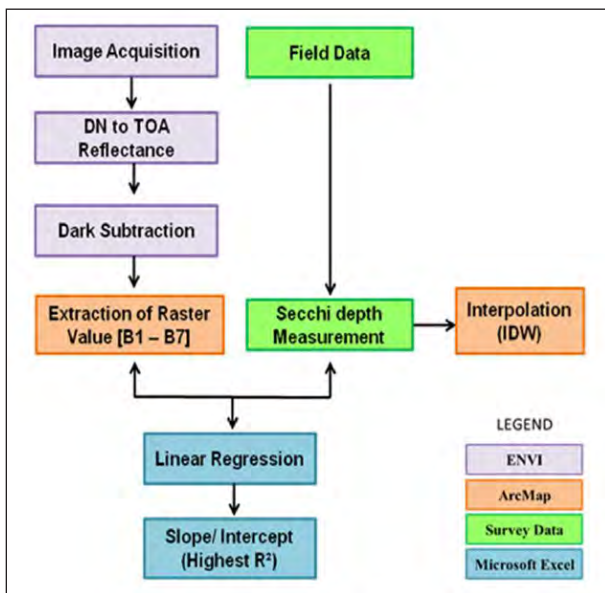 Image Acquisition
Field Data
DN to TOA
Reflectance
Dark Subtraction
Extraction of Raster
Value [B1 – B7]
Secchi depth
Measurement
Interpolation
(IDW)
Linear Regression
Slope/ Intercept
(Highest R²)
LEGEND
ENVI
ArcMap
Survey Data
Microsoft Excel